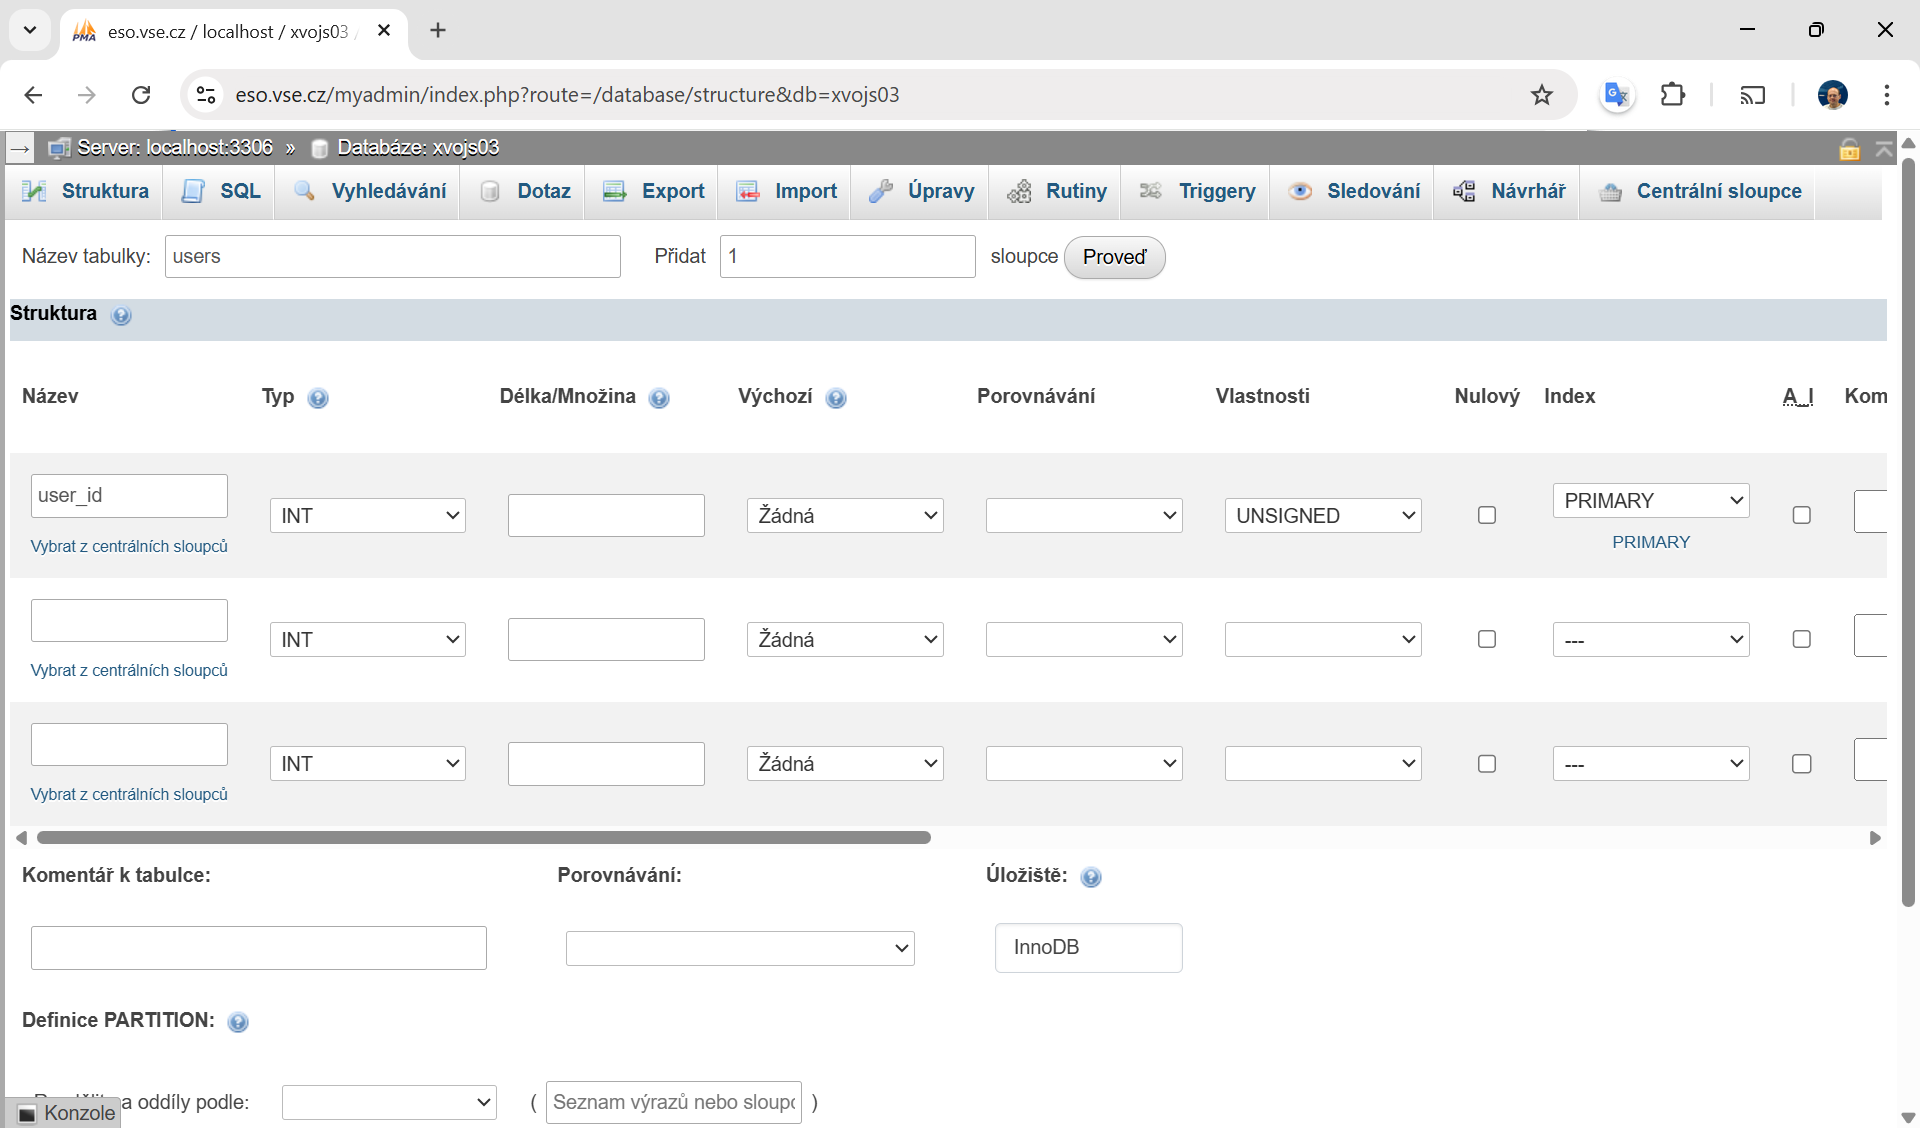 eso.vse.cz / localhost / xvojs03
eso.vse.cz/myadmin/index.php?route=/database/structure&db=xvojs03
Server: localhost:3306 » Databáze: xvojs03
Struktura SQL Vyhledávání Dotaz Export Import Úpravy Rutiny Triggery Sledování Návrhář Centrální sloupce
Název tabulky: users Přidat 1 sloupce Proveď
Struktura
Název Typ Délka/Množina Výchozí Porovnávání Vlastnosti Nulový Index A_I Kom
user_id INT Žádná UNSIGNED PRIMARY
Vybrat z centrálních sloupců PRIMARY
INT Žádná ---
Vybrat z centrálních sloupců
INT Žádná ---
Vybrat z centrálních sloupců
Komentář k tabulce: Porovnávání: Úložiště:
InnoDB
Definice PARTITION:
a oddíly podle: ( Seznam výrazů nebo sloupc )
Konzole